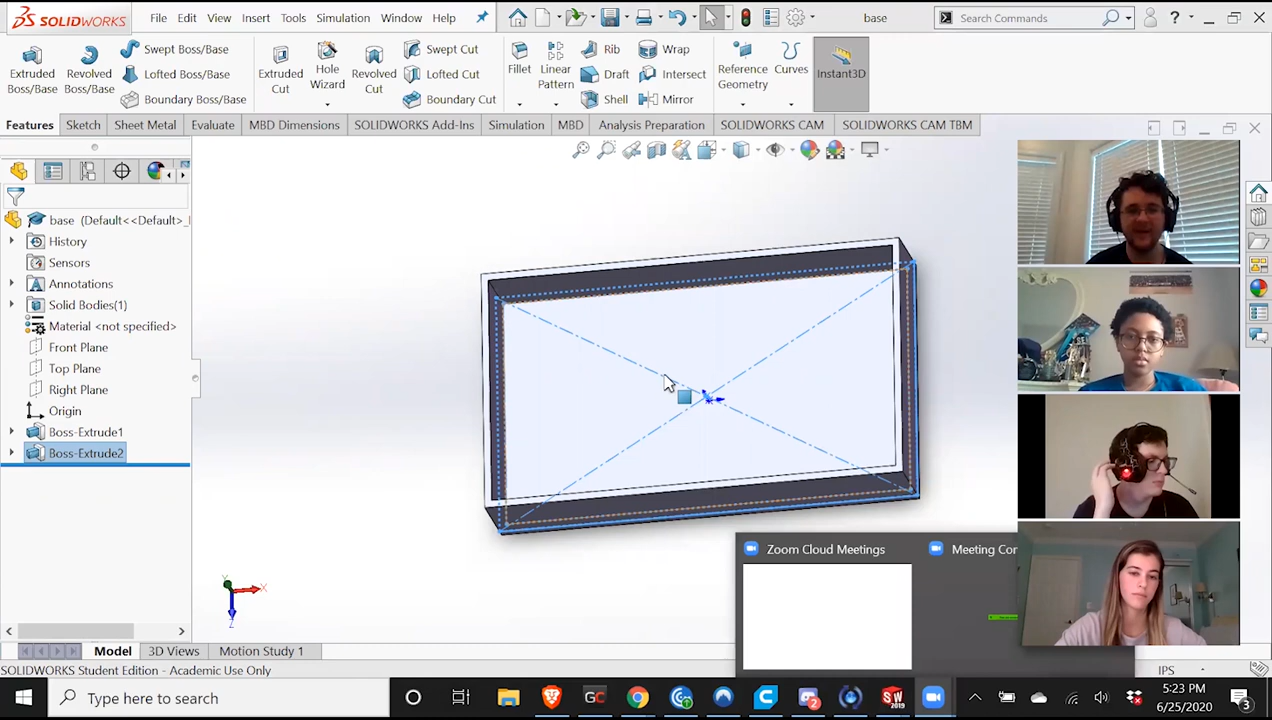 SOLIDWORKS File Edit View Insert Tools Simulation Window Help base Search Commands ?
Extruded Boss/Base Revolved Boss/Base Swept Boss/Base Lofted Boss/Base Boundary Boss/Base Extruded Cut Hole Wizard Revolved Cut Swept Cut Lofted Cut Boundary Cut Fillet Linear Pattern Rib Draft Shell Wrap Intersect Mirror Reference Geometry Curves Instant3D
Features Sketch Sheet Metal Evaluate MBD Dimensions SOLIDWORKS Add-Ins Simulation MBD Analysis Preparation SOLIDWORKS CAM SOLIDWORKS CAM TBM
base (Default<<Default>_
History
Sensors
Annotations
Solid Bodies(1)
Material <not specified>
Front Plane
Top Plane
Right Plane
Origin
Boss-Extrude1
Boss-Extrude2
Zoom Cloud Meetings Meeting Con
Model 3D Views Motion Study 1
SOLIDWORKS Student Edition - Academic Use Only IPS
Type here to search GC SW 2019 5:23 PM
6/25/2020